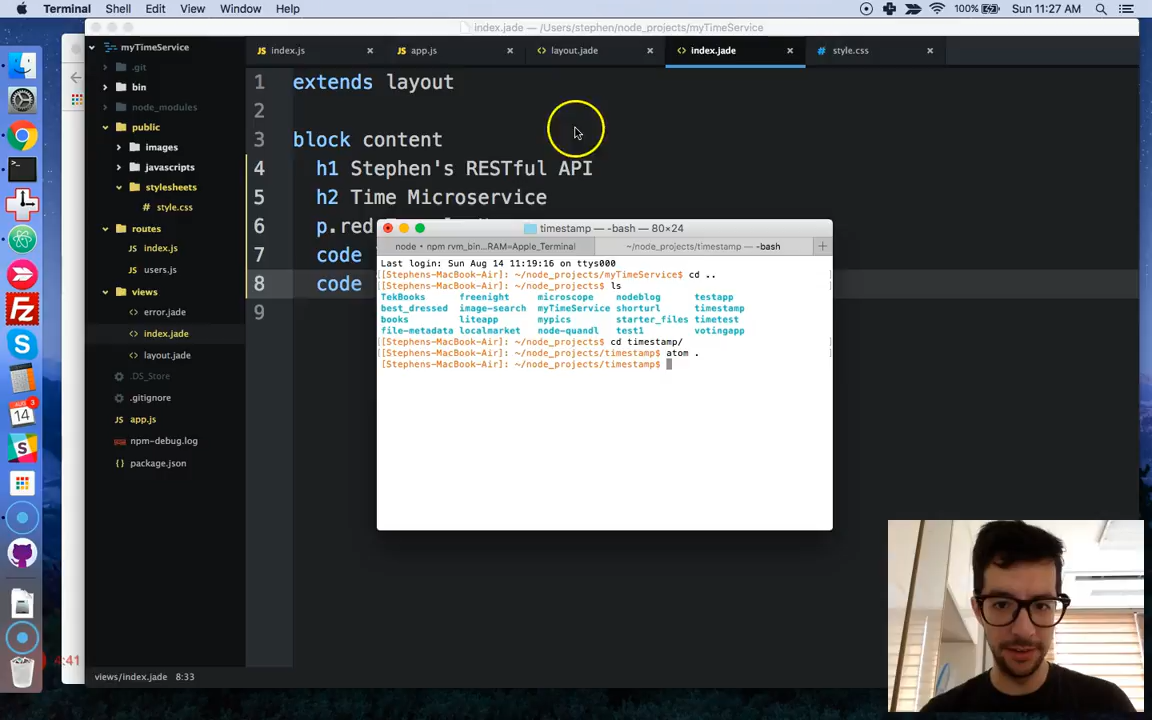 Terminal Shell Edit View Window Help 100% Sun 11:27 AM
index.jade — /Users/stephen/node_projects/myTimeService
myTimeService
.git
bin
node_modules
public
images
javascripts
stylesheets
style.css
routes
index.js
users.js
views
error.jade
index.jade
layout.jade
.DS_Store
.gitignore
app.js
npm-debug.log
package.json
index.js app.js layout.jade index.jade style.css
1 extends layout
2
3 block content
4 h1 Stephen's RESTful API
5 h2 Time Microservice
6 p.red
7 code
8 code
9
timestamp — -bash — 80×24
node • npm rvm_bin...RAM=Apple_Terminal ~/node_projects/timestamp — -bash +
Last login: Sun Aug 14 11:19:16 on ttys000
[[Stephens-MacBook-Air]: ~/node_projects/myTimeService$ cd .. ]
[[Stephens-MacBook-Air]: ~/node_projects$ ls ]
TekBooks freenight microscope nodeblog testapp
best_dressed image-search myTimeService shorturl timestamp
books liteapp mypics starter_files timetest
file-metadata localmarket node-quandl test1 votingapp
[[Stephens-MacBook-Air]: ~/node_projects$ cd timestamp/ ]
[[Stephens-MacBook-Air]: ~/node_projects/timestamp$ atom . ]
[Stephens-MacBook-Air]: ~/node_projects/timestamp$
14
3
4:41
views/index.jade 8:33